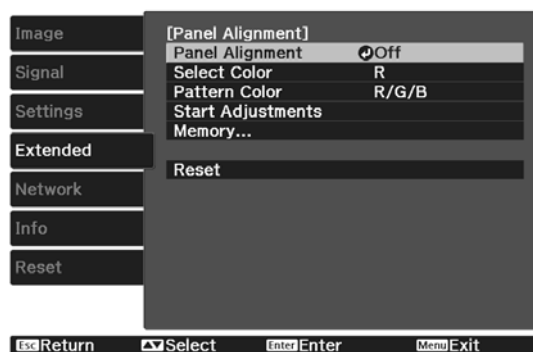 Image
Signal
Settings
Extended
Network
Info
Reset
[Panel Alignment]
Panel Alignment Off
Select Color R
Pattern Color R/G/B
Start Adjustments
Memory...
Reset
Esc Return Select Enter Enter Menu Exit